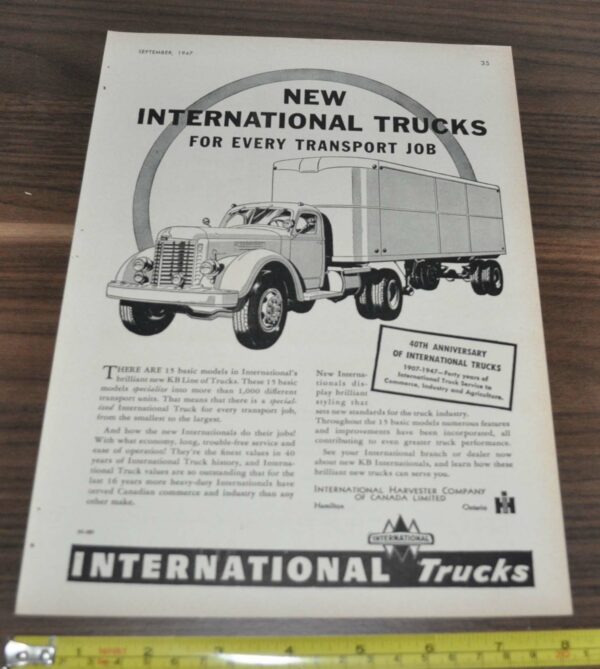 SEPTEMBER, 1947
35
NEW
INTERNATIONAL TRUCKS
FOR EVERY TRANSPORT JOB
40TH ANNIVERSARY
OF INTERNATIONAL TRUCKS
1907-1947—Forty years of
International Truck Service to
Commerce, Industry and Agriculture.
THERE ARE 15 basic models in International's
brilliant new KB Line of Trucks. These 15 basic
models specialize into more than 1,000 different
transport units. That means that there is a special-
ized International Truck for every transport job,
from the smallest to the largest.
And how the new Internationals do their jobs!
With what economy, long, trouble-free service and
ease of operation! They're the finest values in 40
years of International Truck history, and Interna-
tional Truck values are so outstanding that for the
last 16 years more heavy-duty Internationals have
served Canadian commerce and industry than any
other make.
New Interna-
tionals dis-
play brilliant
styling that
sets new standards for the truck industry.
Throughout the 15 basic models numerous features
and improvements have been incorporated, all
contributing to even greater truck performance.
See your International branch or dealer now
about new KB Internationals, and learn how these
brilliant new trucks can serve you.
INTERNATIONAL HARVESTER COMPANY
OF CANADA LIMITED
Hamilton Ontario
IH
INTERNATIONAL
INTERNATIONAL Trucks
1 2 3 4 5 6 7 8